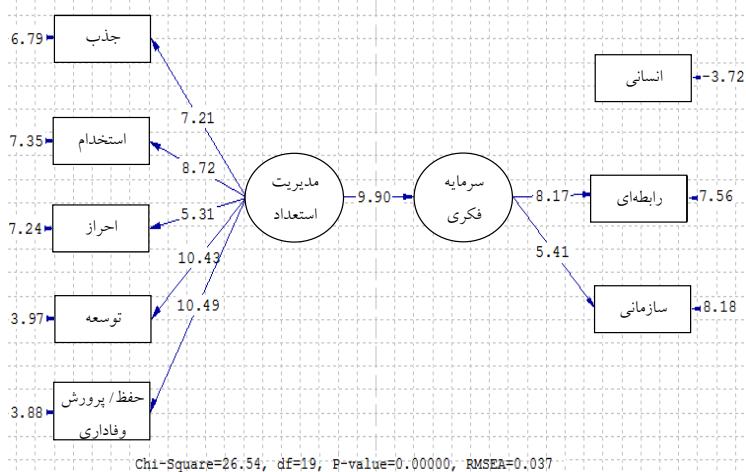 6.79
جذب
7.21
7.35
استخدام
8.72
7.24
احراز
5.31
3.97
توسعه
10.43
3.88
حفظ/ پرورش
وفاداری
10.49
مدیریت
استعداد
9.90
سرمایه
فکری
انسانی
-3.72
8.17
رابطه‌ای
7.56
5.41
سازمانی
8.18
Chi-Square=26.54, df=19, P-value=0.00000, RMSEA=0.037